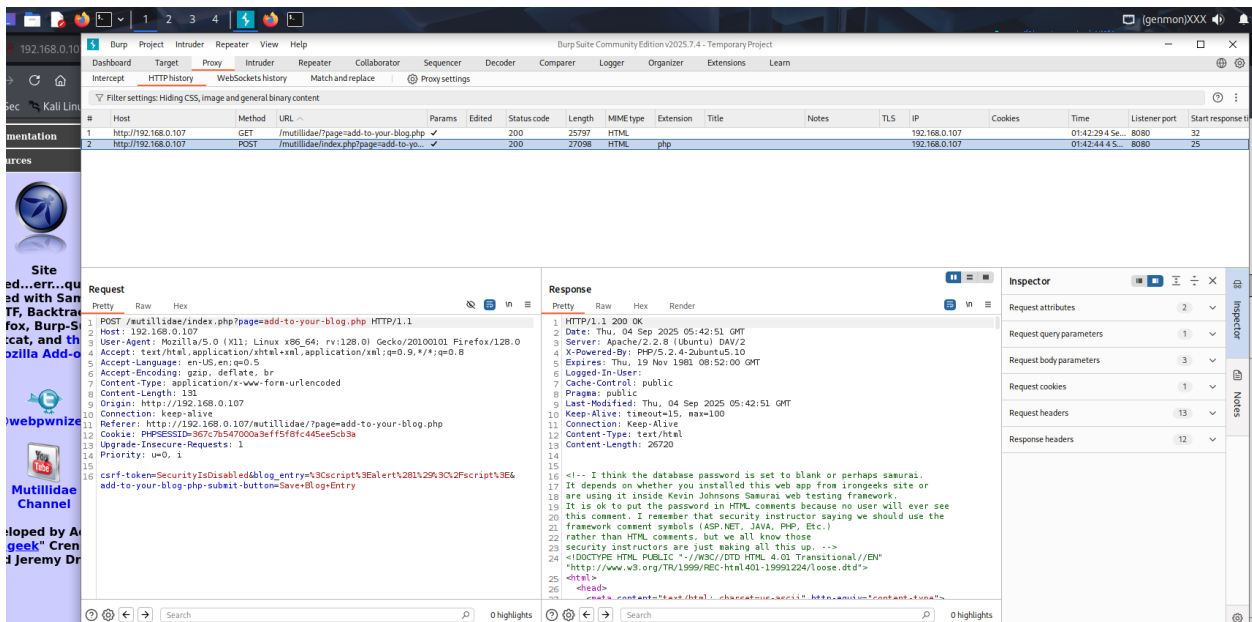 1 2 3 4 (genmon)XXX
192.168.0.10
Burp Project Intruder Repeater View Help Burp Suite Community Edition v2025.7.4 - Temporary Project
Dashboard Target Proxy Intruder Repeater Collaborator Sequencer Decoder Comparer Logger Organizer Extensions Learn
Intercept HTTP history WebSockets history Match and replace Proxy settings
Filter settings: Hiding CSS, image and general binary content
# Host Method URL Params Edited Status code Length MIME type Extension Title Notes TLS IP Cookies Time Listener port Start response ti
1 http://192.168.0.107 GET /mutillidae/?page=add-to-your-blog.php ✓ 200 25797 HTML 192.168.0.107 01:42:29 4 Se... 8080 32
2 http://192.168.0.107 POST /mutillidae/index.php?page=add-to-yo... ✓ 200 27098 HTML php 192.168.0.107 01:42:44 4 S... 8080 25
Sec Kali Linu
mentation
urces
Site
ed...err...qu
ed with Sam
TF, Backtra
fox, Burp-S
tcat, and th
ozilla Add-o
@webpwnize
You
Tube
Mutillidae
Channel
eloped by A
geek" Cren
d Jeremy Dr
Request
Pretty Raw Hex \n
1 POST /mutillidae/index.php?page=add-to-your-blog.php HTTP/1.1
2 Host: 192.168.0.107
3 User-Agent: Mozilla/5.0 (X11; Linux x86_64; rv:128.0) Gecko/20100101 Firefox/128.0
4 Accept: text/html,application/xhtml+xml,application/xml;q=0.9,*/*;q=0.8
5 Accept-Language: en-US,en;q=0.5
6 Accept-Encoding: gzip, deflate, br
7 Content-Type: application/x-www-form-urlencoded
8 Content-Length: 131
9 Origin: http://192.168.0.107
10 Connection: keep-alive
11 Referer: http://192.168.0.107/mutillidae/?page=add-to-your-blog.php
12 Cookie: PHPSESSID=367c7b547000a3eff5f8fc445ee5cb3a
13 Upgrade-Insecure-Requests: 1
14 Priority: u=0, i
15
16 csrf-token=SecurityIsDisabled&blog_entry=%3Cscript%3Ealert%281%29%3C%2Fscript%3E&
add-to-your-blog-php-submit-button=Save+Blog+Entry
Search 0 highlights
Response
Pretty Raw Hex Render \n
1 HTTP/1.1 200 OK
2 Date: Thu, 04 Sep 2025 05:42:51 GMT
3 Server: Apache/2.2.8 (Ubuntu) DAV/2
4 X-Powered-By: PHP/5.2.4-2ubuntu5.10
5 Expires: Thu, 19 Nov 1981 08:52:00 GMT
6 Logged-In-User:
7 Cache-Control: public
8 Pragma: public
9 Last-Modified: Thu, 04 Sep 2025 05:42:51 GMT
10 Keep-Alive: timeout=15, max=100
11 Connection: Keep-Alive
12 Content-Type: text/html
13 Content-Length: 26720
14
15
16 <!-- I think the database password is set to blank or perhaps samurai.
17 It depends on whether you installed this web app from irongeeks site or
18 are using it inside Kevin Johnsons Samurai web testing framework.
19 It is ok to put the password in HTML comments because no user will ever see
20 this comment. I remember that security instructor saying we should use the
21 framework comment symbols (ASP.NET, JAVA, PHP, Etc.)
22 rather than HTML comments, but we all know those
23 security instructors are just making all this up. -->
24 <!DOCTYPE HTML PUBLIC "-//W3C//DTD HTML 4.01 Transitional//EN"
"http://www.w3.org/TR/1999/REC-html401-19991224/loose.dtd">
25 <html>
26 <head>
27 <meta content="text/html; charset=us-ascii" http-equiv="content-type">
Search 0 highlights
Inspector
Request attributes 2
Request query parameters 1
Request body parameters 3
Request cookies 1
Request headers 13
Response headers 12
Inspector
Notes